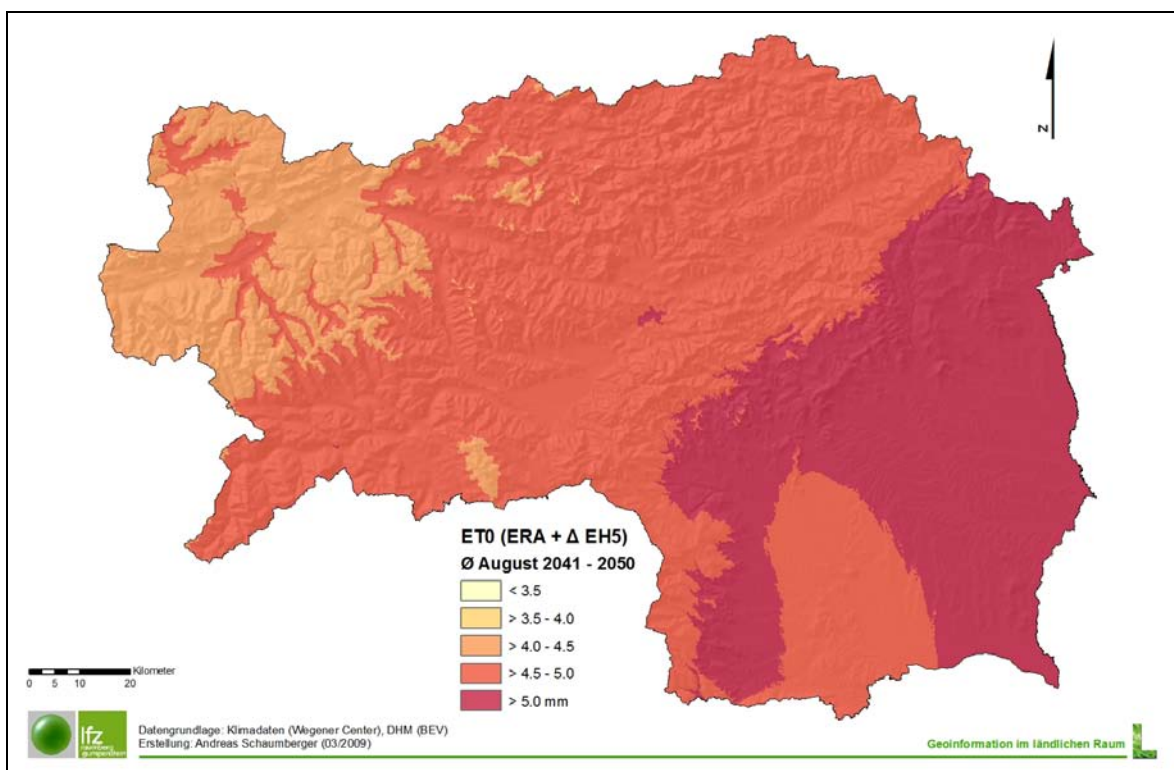 N
ET0 (ERA + Δ EH5)
Ø August 2041 - 2050
< 3.5
> 3.5 - 4.0
> 4.0 - 4.5
> 4.5 - 5.0
> 5.0 mm
Kilometer
0 5 10 20
lfz
raumberg
gumpenstein
Datengrundlage: Klimadaten (Wegener Center), DHM (BEV)
Erstellung: Andreas Schaumberger (03/2009)
Geoinformation im ländlichen Raum